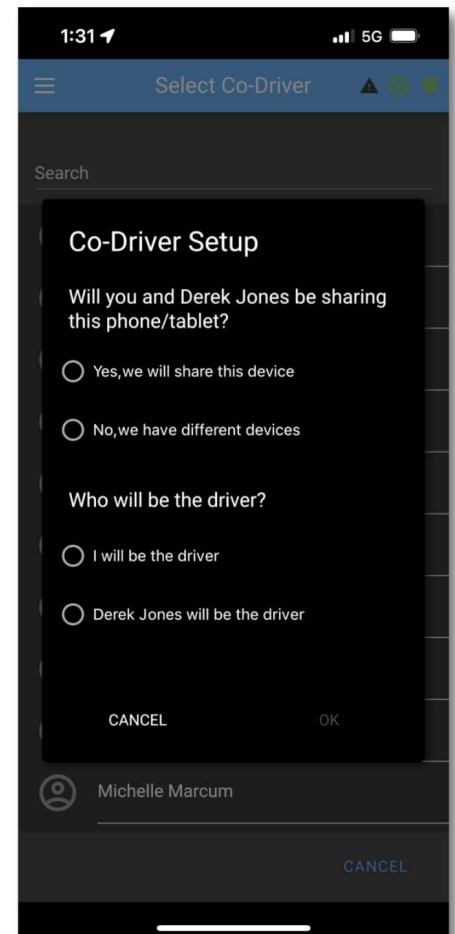 1:31
5G
Select Co-Driver
Search
Co-Driver Setup
Will you and Derek Jones be sharing
this phone/tablet?
Yes,we will share this device
No,we have different devices
Who will be the driver?
I will be the driver
Derek Jones will be the driver
CANCEL
OK
Michelle Marcum
CANCEL